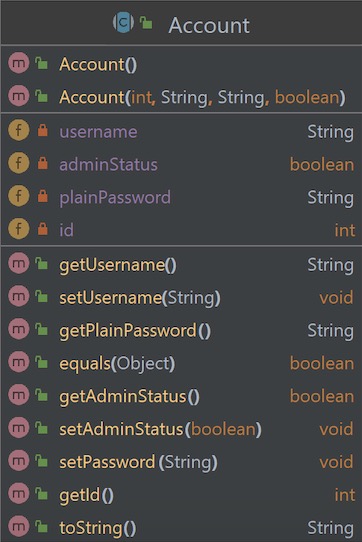 Account
Account()
Account(int, String, String, boolean)
username String
adminStatus boolean
plainPassword String
id int
getUsername() String
setUsername(String) void
getPlainPassword() String
equals(Object) boolean
getAdminStatus() boolean
setAdminStatus(boolean) void
setPassword(String) void
getId() int
toString() String